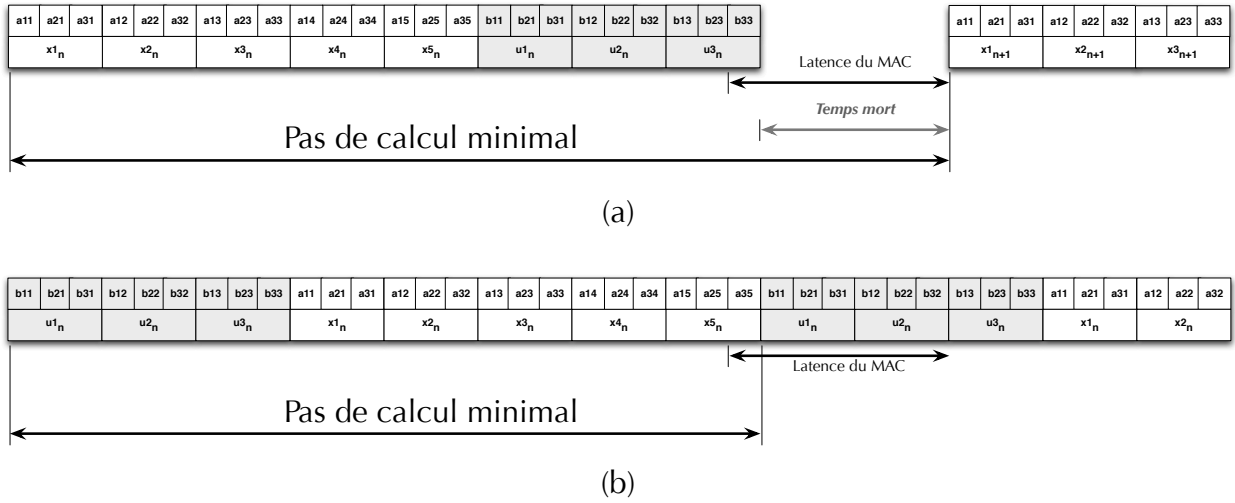 a11 a21 a31 a12 a22 a32 a13 a23 a33 a14 a24 a34 a15 a25 a35 b11 b21 b31 b12 b22 b32 b13 b23 b33 a11 a21 a31 a12 a22 a32 a13 a23 a33
x1n x2n x3n x4n x5n u1n u2n u3n x1n+1 x2n+1 x3n+1
Latence du MAC
Temps mort
Pas de calcul minimal
(a)
b11 b21 b31 b12 b22 b32 b13 b23 b33 a11 a21 a31 a12 a22 a32 a13 a23 a33 a14 a24 a34 a15 a25 a35 b11 b21 b31 b12 b22 b32 b13 b23 b33 a11 a21 a31 a12 a22 a32
u1n u2n u3n x1n x2n x3n x4n x5n u1n u2n u3n x1n x2n
Latence du MAC
Pas de calcul minimal
(b)